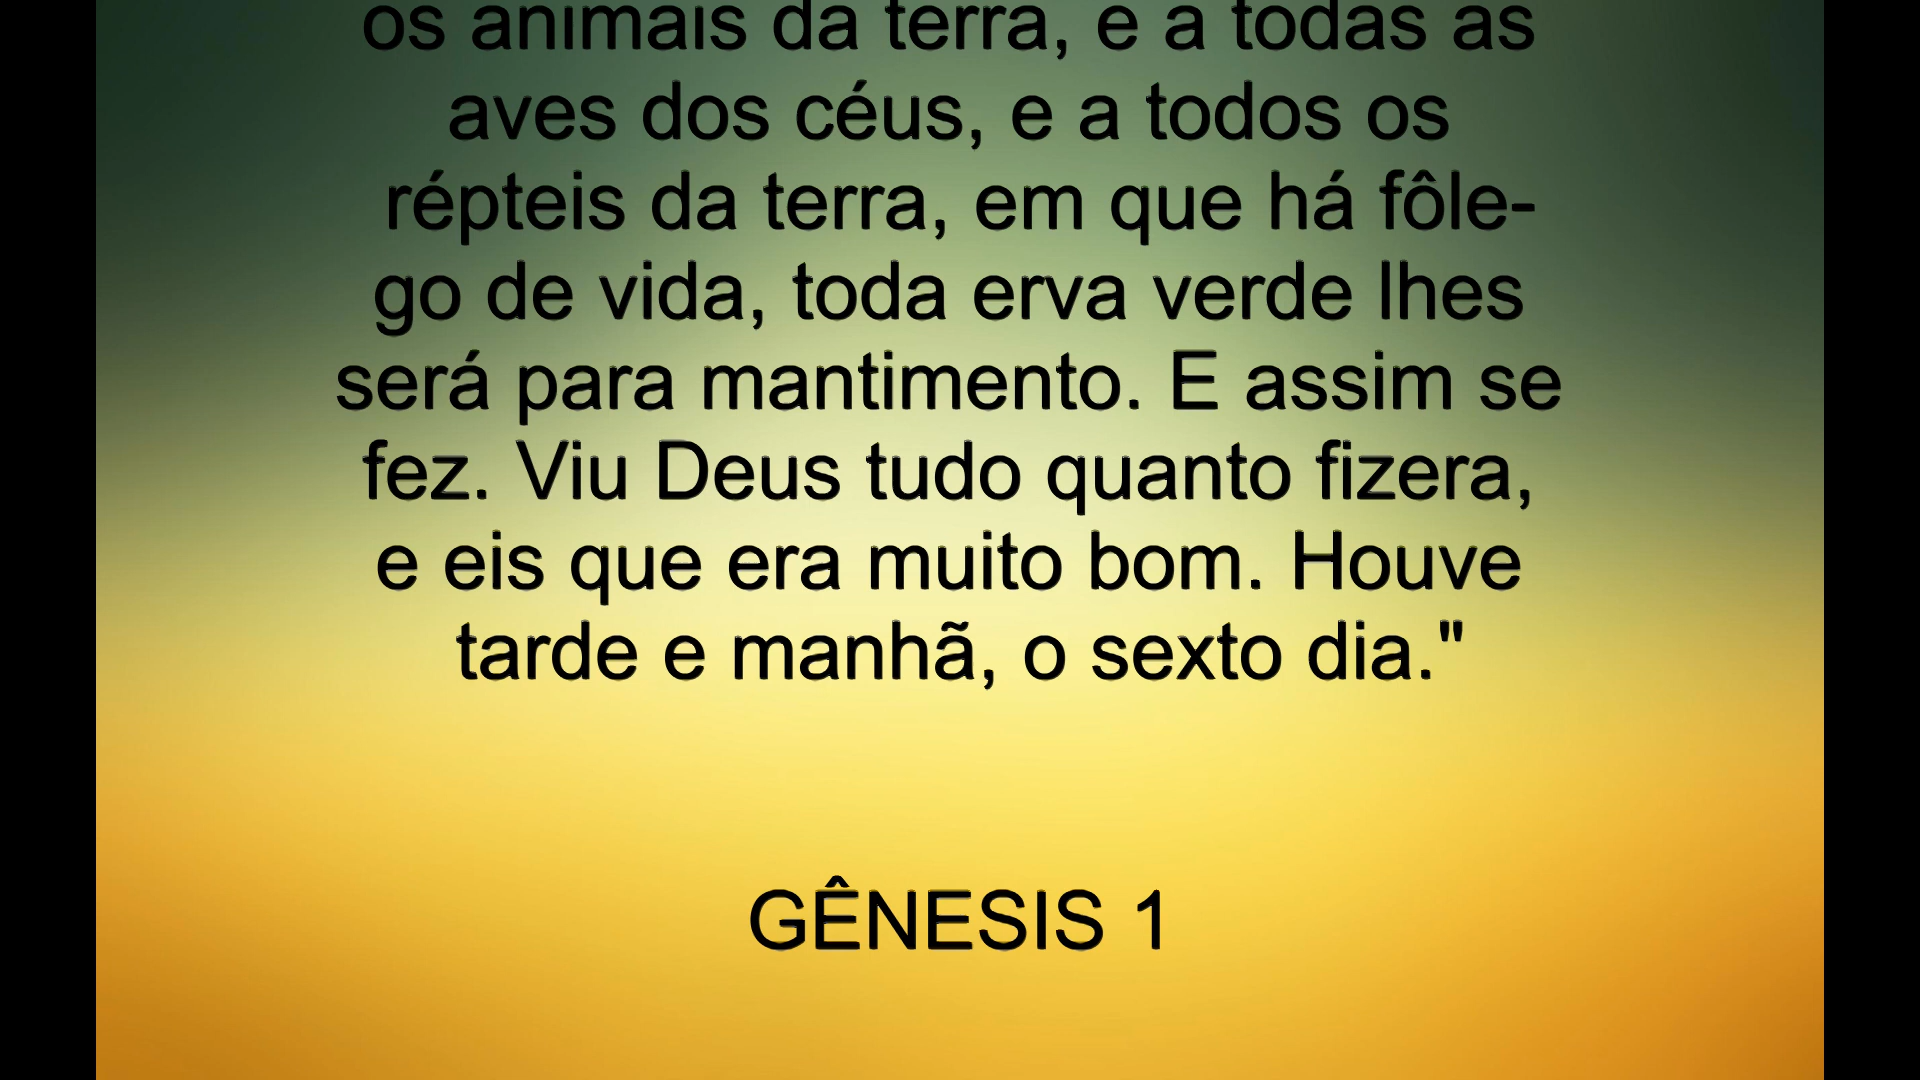 os animais da terra, e a todas as
aves dos céus, e a todos os
répteis da terra, em que há fôle-
go de vida, toda erva verde lhes
será para mantimento. E assim se
fez. Viu Deus tudo quanto fizera,
e eis que era muito bom. Houve
tarde e manhã, o sexto dia."
GÊNESIS 1